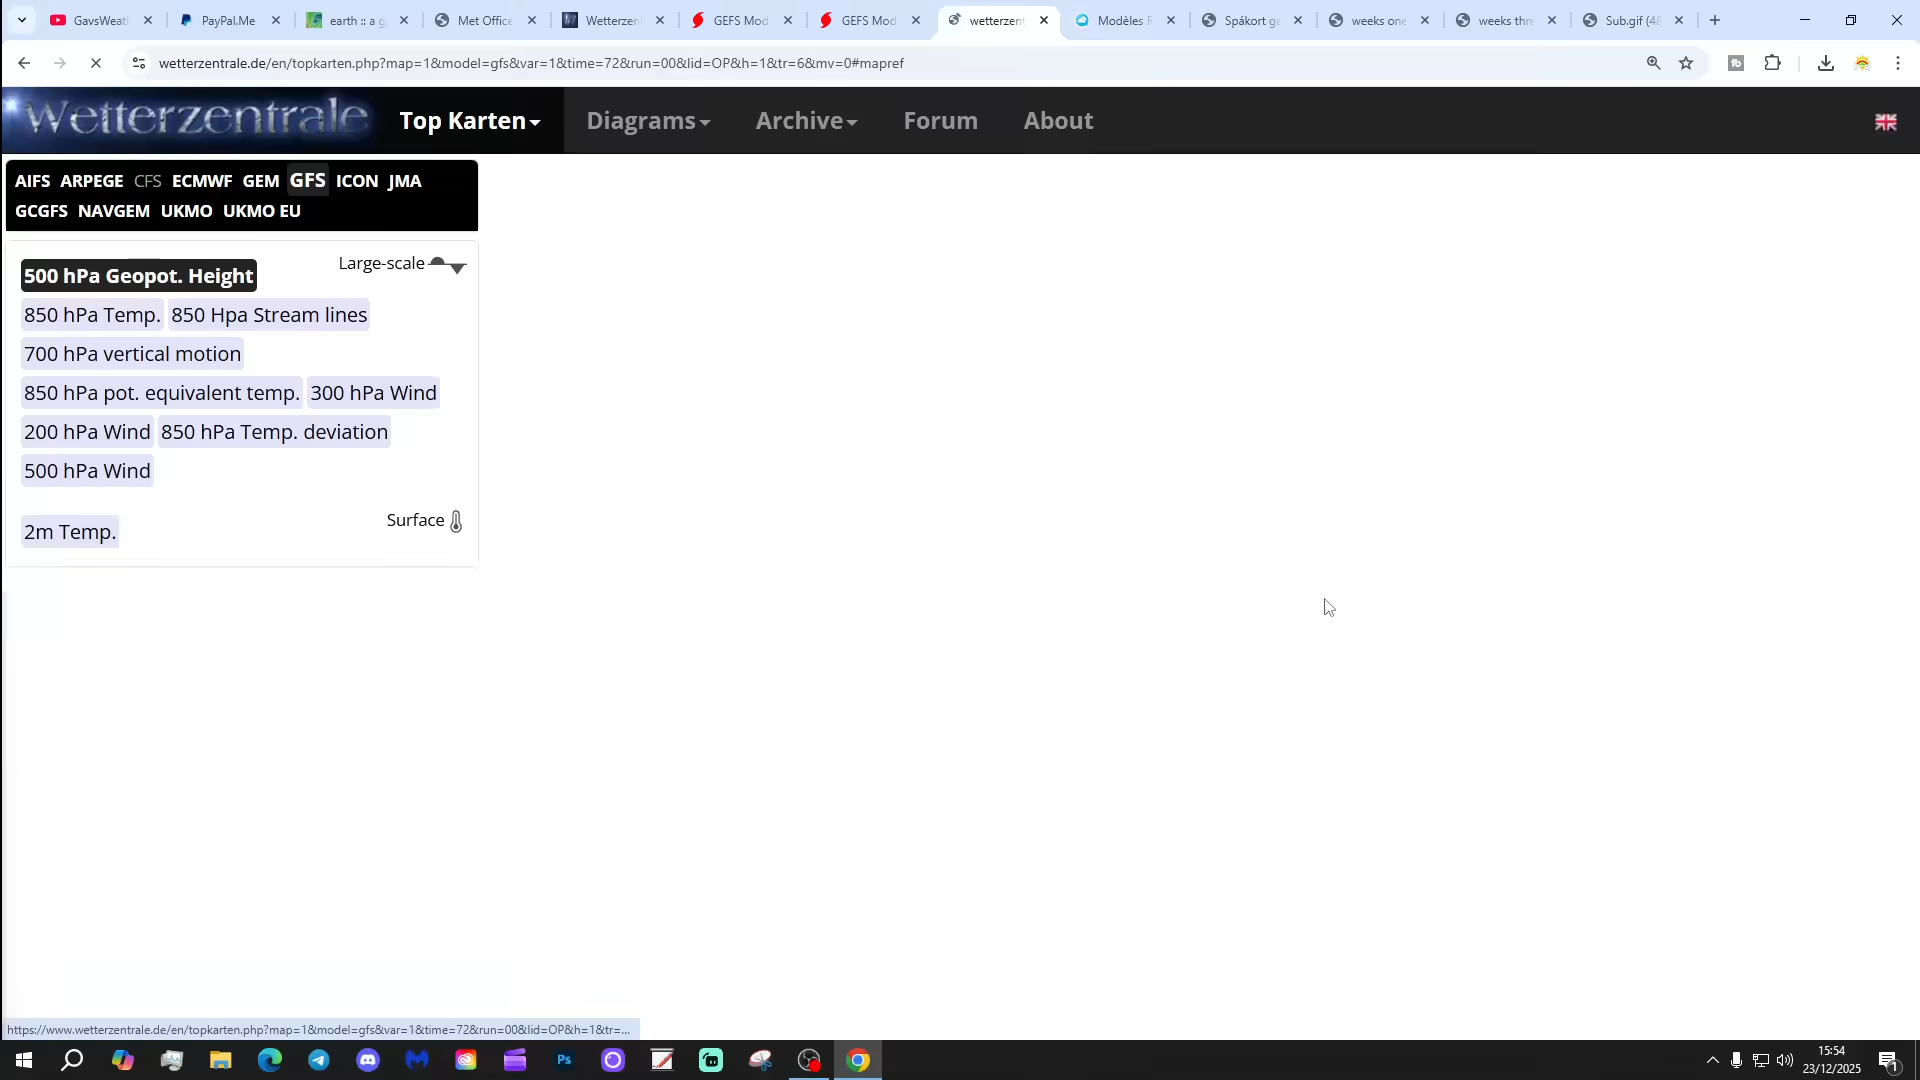 GavsWeat
PayPal.Me
earth :: a g
Met Office
Wetterzen
GEFS Mod
GEFS Mod
wetterzent
Modèles
Spákort ge
weeks one
weeks thre
Sub.gif (48
wetterzentrale.de/en/topkarten.php?map=1&model=gfs&var=1&time=72&run=00&lid=OP&h=1&tr=6&mv=0#mapref
Wetterzentrale Top Karten Diagrams Archive Forum About
AIFS ARPEGE CFS ECMWF GEM GFS ICON JMA
GCGFS NAVGEM UKMO UKMO EU
Large-scale
500 hPa Geopot. Height
850 hPa Temp. 850 Hpa Stream lines
700 hPa vertical motion
850 hPa pot. equivalent temp. 300 hPa Wind
200 hPa Wind 850 hPa Temp. deviation
500 hPa Wind
Surface
2m Temp.
https://www.wetterzentrale.de/en/topkarten.php?map=1&model=gfs&var=1&time=72&run=00&lid=OP&h=1&tr=...
Ps
15:54
23/12/2025
1